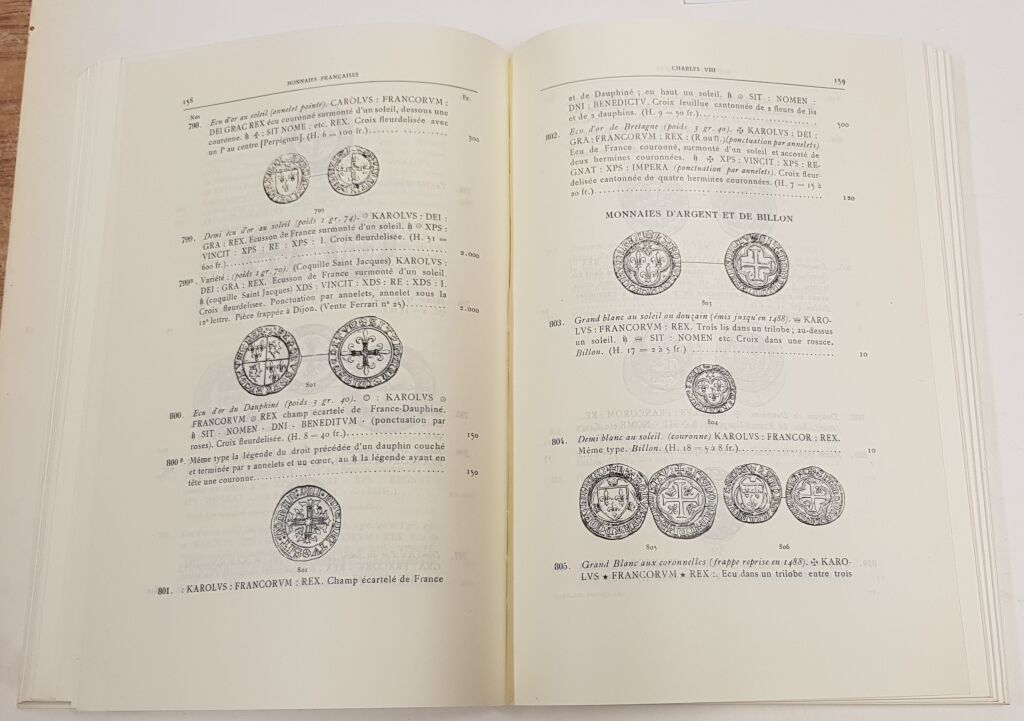 158
MONNAIES FRANÇAISES
Nos
Fr.
798. Ecu d'or au soleil (annelet pointé). CAROLVS : FRANCORVM :
DEI GRAC REX écu couronné surmonté d'un soleil, dessous une
couronne. ꝶ ✠ : SIT NOME : etc. REX. Croix fleurdelisée avec
un P au centre [Perpignan]. (H. 6 = 100 fr.)
300
799
799. Demi écu d'or au soleil (poids 1 gr. 74). KAROLVS : DEI :
GRA : REX. Ecusson de France surmonté d'un soleil. ꝶ XPS :
VINCIT : XPS : RE : XPS : I. Croix fleurdelisée. (H. 51 =
600 fr.)
2.000
799ᵃ. Variété : (poids 1 gr. 70). (Coquille Saint Jacques) KAROLVS :
DEI : GRA : REX. Ecusson de France surmonté d'un soleil.
ꝶ (coquille Saint Jacques) XDS : VINCIT : XDS : RE : XDS : I.
Croix fleurdelisée. Ponctuation par annelets, annelet sous la
12ᵉ lettre. Pièce frappée à Dijon. (Vente Ferrari nº 25)
2.000
801
800. Ecu d'or du Dauphiné (poids 3 gr. 40). ☉ : KAROLVS ☉
FRANCORVM ☉ REX champ écartelé de France-Dauphiné.
ꝶ SIT · NOMEN · DNI · BENEDITVM · (ponctuation par
roses). Croix fleurdelisée. (H. 8 = 40 fr.)
150
800ᵃ Même type la légende du droit précédée d'un dauphin couché
et terminée par 2 annelets et un cœur, au ꝶ la légende ayant en
tête une couronne
150
801
801. : KAROLVS : FRANCORVM : REX. Champ écartelé de France
CHARLES VIII
159
et de Dauphiné ; en haut un soleil. ꝶ ☉ SIT : NOMEN :
DNI : BENEDICTV. Croix feuillue cantonnée de 2 fleurs de lis
et de 2 dauphins. (H. 9 = 50 fr.)
500
802. Ecu d'or de Bretagne (poids 3 gr. 40). ✠ KAROLVS : DEI :
GRA : FRANCORVM : REX : (Roufl.) (ponctuation par annelets)
Ecu de France couronné, surmonté d'un soleil et accosté de
deux hermines couronnées. ꝶ ✠ XPS : VINCIT : XPS : RE-
GNAT : XPS : IMPERA (ponctuation par annelets). Croix fleur-
delisée cantonnée de quatre hermines couronnées. (H. 7 = 15 à
20 fr.)
120
MONNAIES D'ARGENT ET DE BILLON
803
803. Grand blanc au soleil ou douzain (émis jusqu'en 1488). KARO-
LVS : FRANCORVM : REX. Trois lis dans un trilobe ; au-dessus
un soleil. ꝶ SIT : NOMEN etc. Croix dans une rosace.
Billon. (H. 17 = 2 à 5 fr.)
10
804
804. Demi blanc au soleil. (couronne) KAROLVS : FRANCOR : REX.
Même type. Billon. (H. 18 = 5 à 8 fr.)
10
805
806
805. Grand Blanc aux coronnelles (frappe reprise en 1488). ✠ KARO-
LVS ★ FRANCORVM ★ REX :. Ecu dans un trilobe entre trois